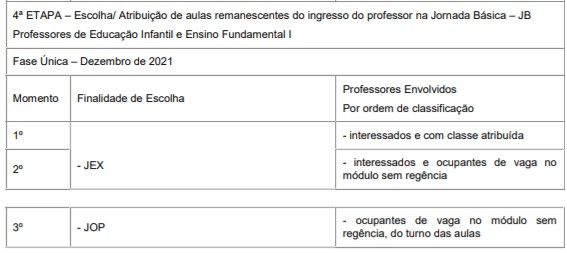 4ª ETAPA – Escolha/ Atribuição de aulas remanescentes do ingresso do professor na Jornada Básica – JB
Professores de Educação Infantil e Ensino Fundamental I
Fase Única – Dezembro de 2021
Momento
Finalidade de Escolha
Professores Envolvidos
Por ordem de classificação
1º
- interessados e com classe atribuída
2º
- JEX
- interessados e ocupantes de vaga no
módulo sem regência
3º
- JOP
- ocupantes de vaga no módulo sem
regência, do turno das aulas